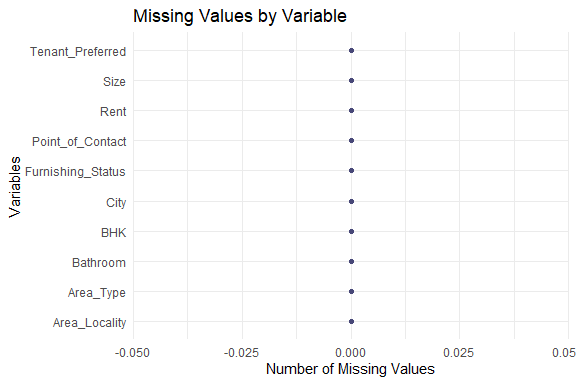 Missing Values by Variable
Variables
Tenant_Preferred
Size
Rent
Point_of_Contact
Furnishing_Status
City
BHK
Bathroom
Area_Type
Area_Locality
-0.050 -0.025 0.000 0.025 0.05
Number of Missing Values